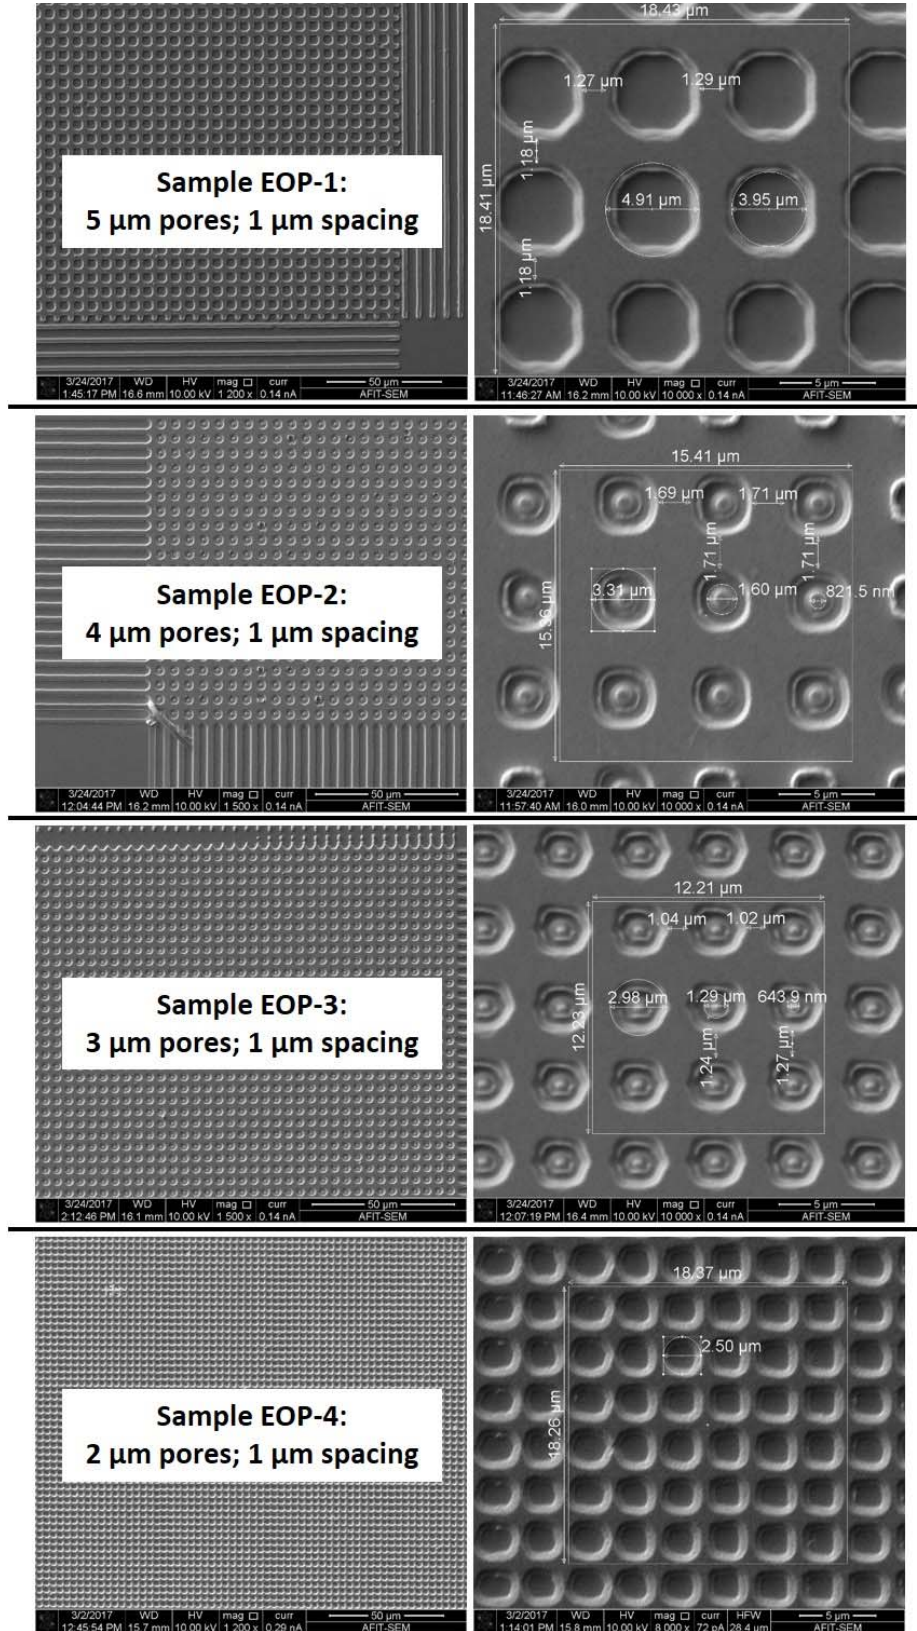 18.43 µm
1.27 µm
1.29 µm
1.18 µm
18.41 µm
Sample EOP-1:
5 µm pores; 1 µm spacing
4.91 µm
3.95 µm
1.18 µm
3/24/2017 WD HV mag curr 50 µm
1:45:17 PM 16.6 mm 10.00 kV 1 200 x 0.14 nA AFIT-SEM
3/24/2017 WD HV mag curr 5 µm
11:46:27 AM 16.2 mm 10.00 kV 10 000 x 0.14 nA AFIT-SEM
15.41 µm
1.69 µm
1.71 µm
1.71 µm
1.71 µm
Sample EOP-2:
4 µm pores; 1 µm spacing
3.31 µm
1.60 µm
821.5 nm
15.36 µm
3/24/2017 WD HV mag curr 50 µm
12:04:44 PM 16.2 mm 10.00 kV 1 500 x 0.14 nA AFIT-SEM
3/24/2017 WD HV mag curr 5 µm
11:57:40 AM 16.0 mm 10.00 kV 10 000 x 0.14 nA AFIT-SEM
12.21 µm
1.04 µm
1.02 µm
Sample EOP-3:
3 µm pores; 1 µm spacing
2.98 µm
1.29 µm
643.9 nm
12.23 µm
1.24 µm
1.27 µm
3/24/2017 WD HV mag curr 50 µm
2:12:46 PM 16.1 mm 10.00 kV 1 500 x 0.14 nA AFIT-SEM
3/24/2017 WD HV mag curr 5 µm
12:07:19 PM 16.4 mm 10.00 kV 10 000 x 0.14 nA AFIT-SEM
18.37 µm
2.50 µm
Sample EOP-4:
2 µm pores; 1 µm spacing
18.26 µm
3/2/2017 WD HV mag curr 50 µm
12:45:54 PM 15.7 mm 10.00 kV 1 200 x 0.29 nA AFIT-SEM
3/2/2017 WD HV mag curr HFW 5 µm
1:14:01 PM 15.8 mm 10.00 kV 8 000 x 72 pA 28.4 µm AFIT-SEM